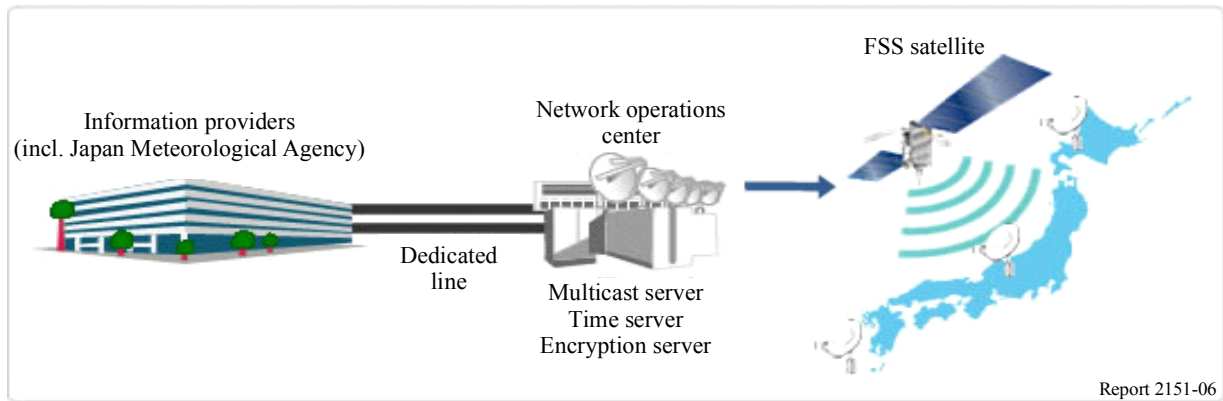 Information providers
(incl. Japan Meteorological Agency)
Dedicated
line
Network operations
center
Multicast server
Time server
Encryption server
FSS satellite
Report 2151-06